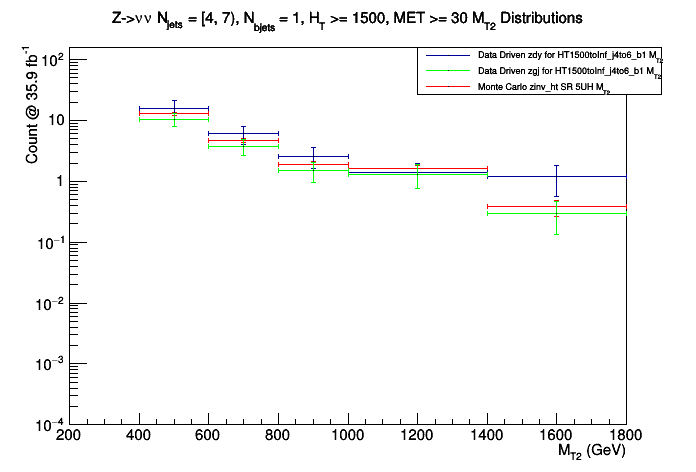 Z->νν N_jets = [4, 7), N_bjets = 1, H_T >= 1500, MET >= 30 M_T2 Distributions
Data Driven zdy for HT1500toInf_j4to6_b1 M_T2
Data Driven zgj for HT1500toInf_j4to6_b1 M_T2
Monte Carlo zinv_ht SR 5UH M_T2
Count @ 35.9 fb^-1
10^2
10
1
10^-1
10^-2
10^-3
10^-4
200 400 600 800 1000 1200 1400 1600 1800
M_T2 (GeV)